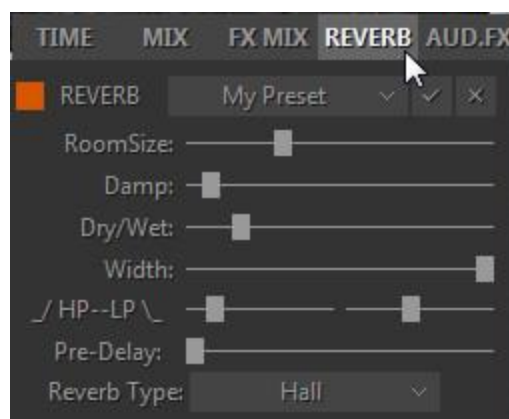 TIME MIX FX MIX REVERB AUD.FX
REVERB My Preset
RoomSize:
Damp:
Dry/Wet:
Width:
_/ HP--LP \_
Pre-Delay:
Reverb Type: Hall